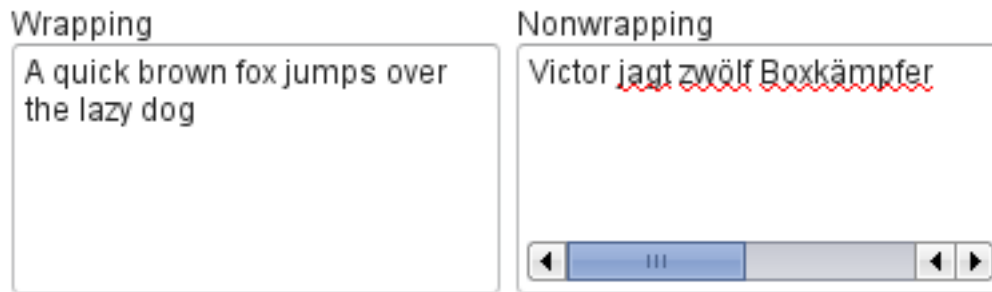 Wrapping
A quick brown fox jumps over
the lazy dog
Nonwrapping
Victor jagt zwölf Boxkämpfer